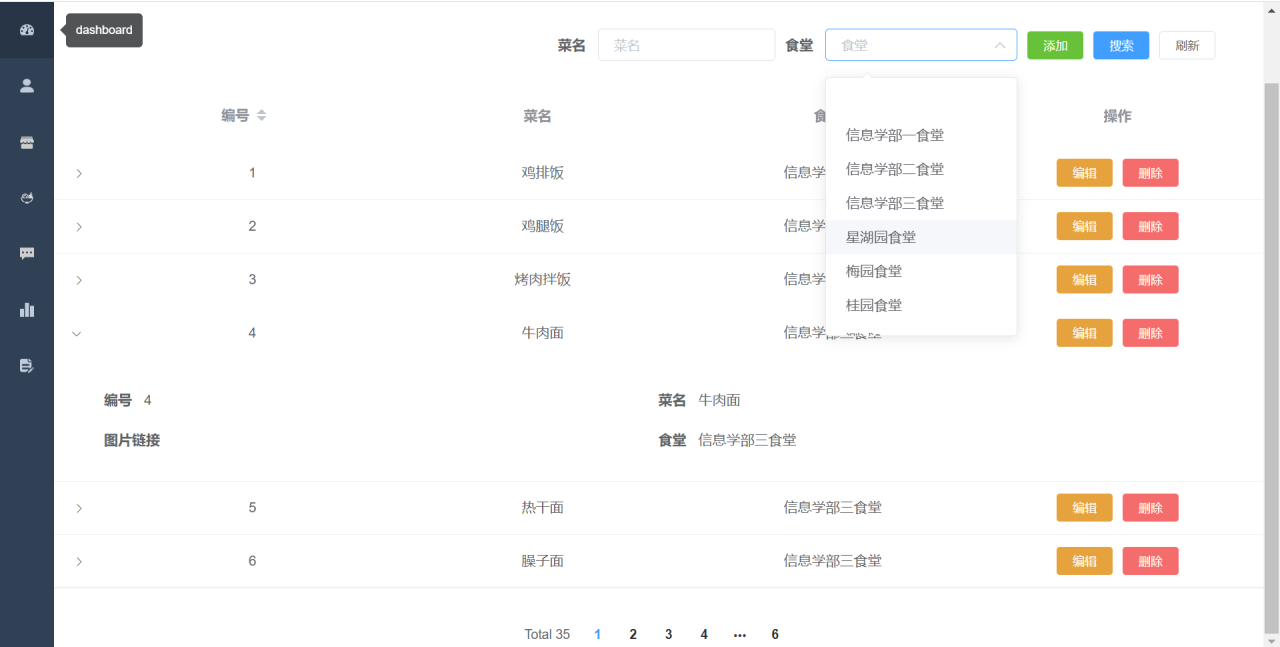 dashboard
菜名 菜名 食堂 食堂 添加 搜索 刷新
编号 菜名 食 操作
信息学部一食堂
信息学部二食堂
信息学部三食堂
星湖园食堂
梅园食堂
桂园食堂
1 鸡排饭 信息学 编辑 删除
2 鸡腿饭 信息学 编辑 删除
3 烤肉拌饭 信息学 编辑 删除
4 牛肉面 信息学部三食堂 编辑 删除
编号 4 菜名 牛肉面
图片链接 食堂 信息学部三食堂
5 热干面 信息学部三食堂 编辑 删除
6 臊子面 信息学部三食堂 编辑 删除
Total 35 1 2 3 4 ••• 6